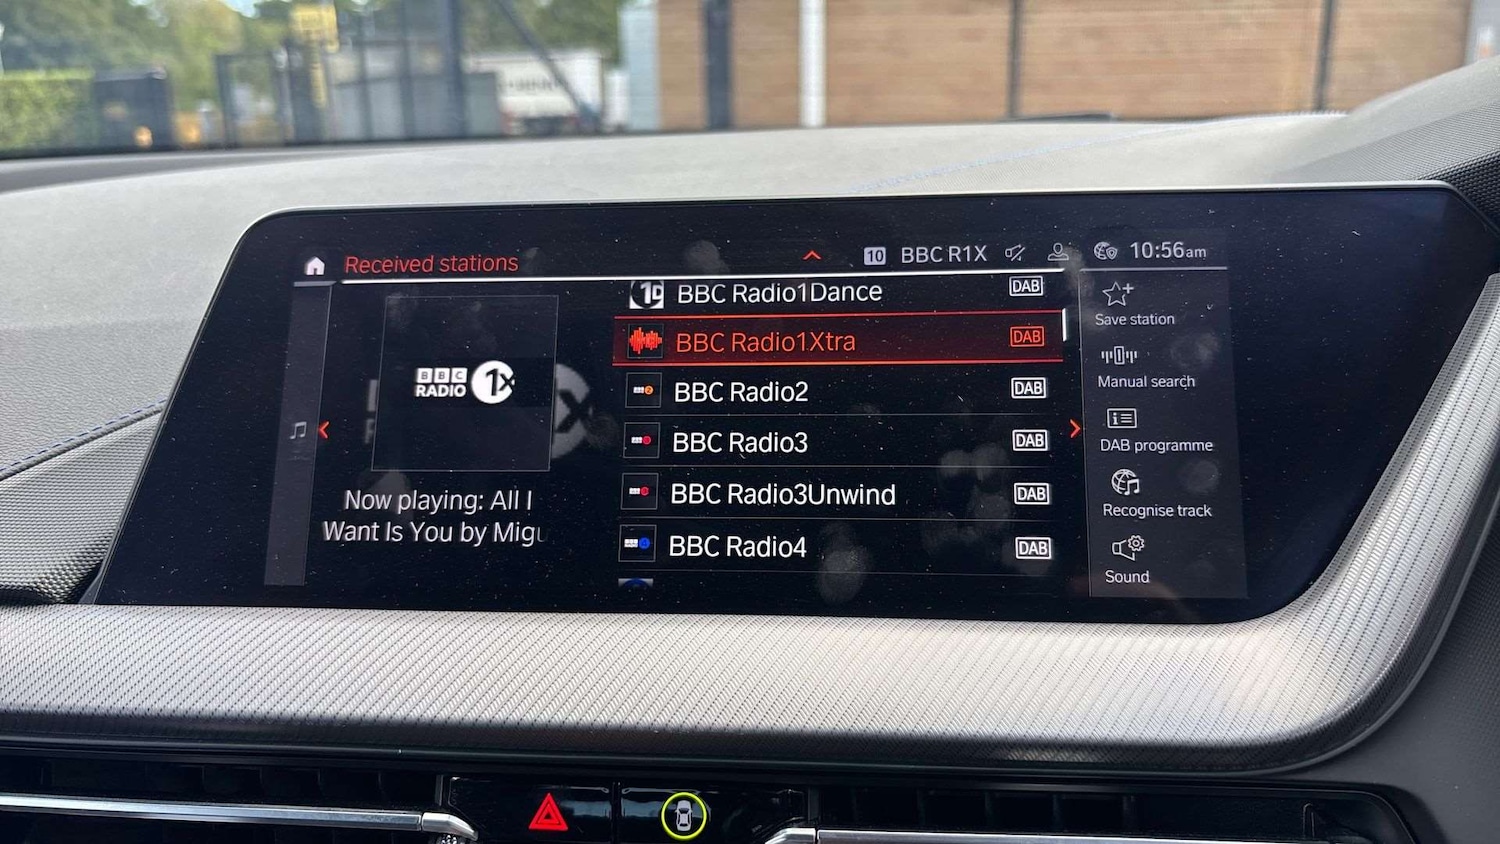 Received stations
10 BBC R1X
10:56am
BBC Radio1Dance DAB
BBC Radio1Xtra DAB
BBC Radio2 DAB
BBC Radio3 DAB
BBC Radio3Unwind DAB
BBC Radio4 DAB
BBC
RADIO 1X
Now playing: All I
Want Is You by Migu
Save station
Manual search
DAB programme
Recognise track
Sound